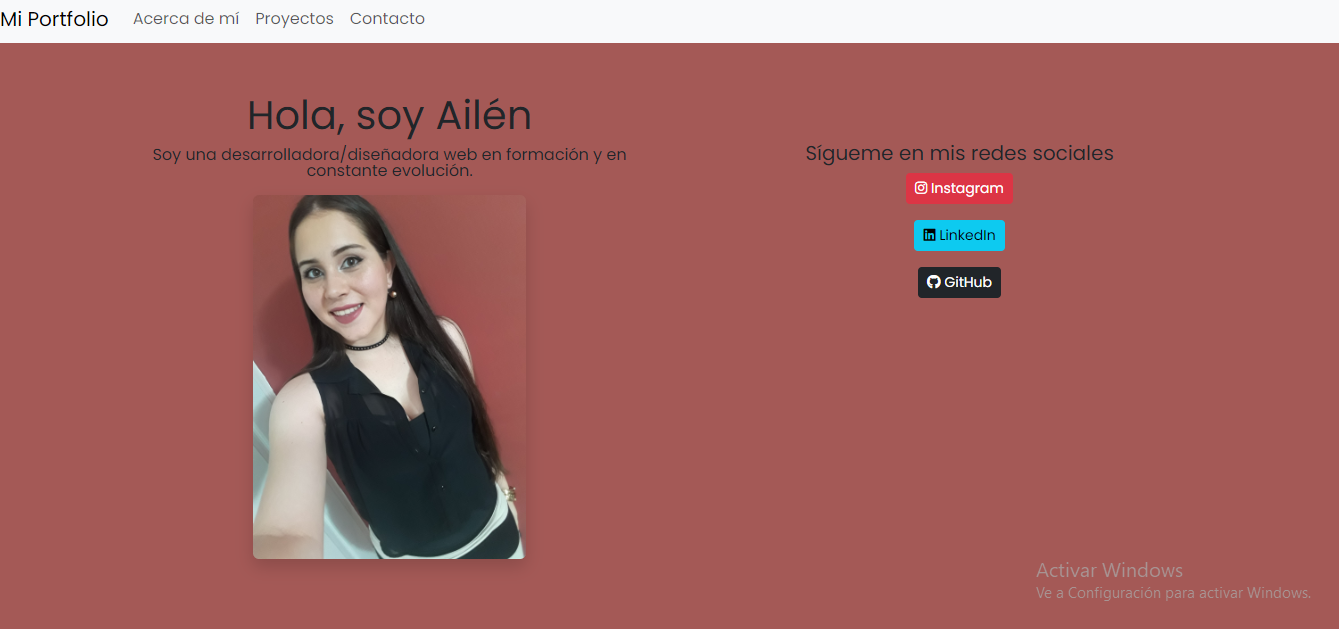 Mi Portfolio Acerca de mí Proyectos Contacto
Hola, soy Ailén
Soy una desarrolladora/diseñadora web en formación y en
constante evolución.
Sígueme en mis redes sociales
Instagram
LinkedIn
GitHub
Activar Windows
Ve a Configuración para activar Windows.